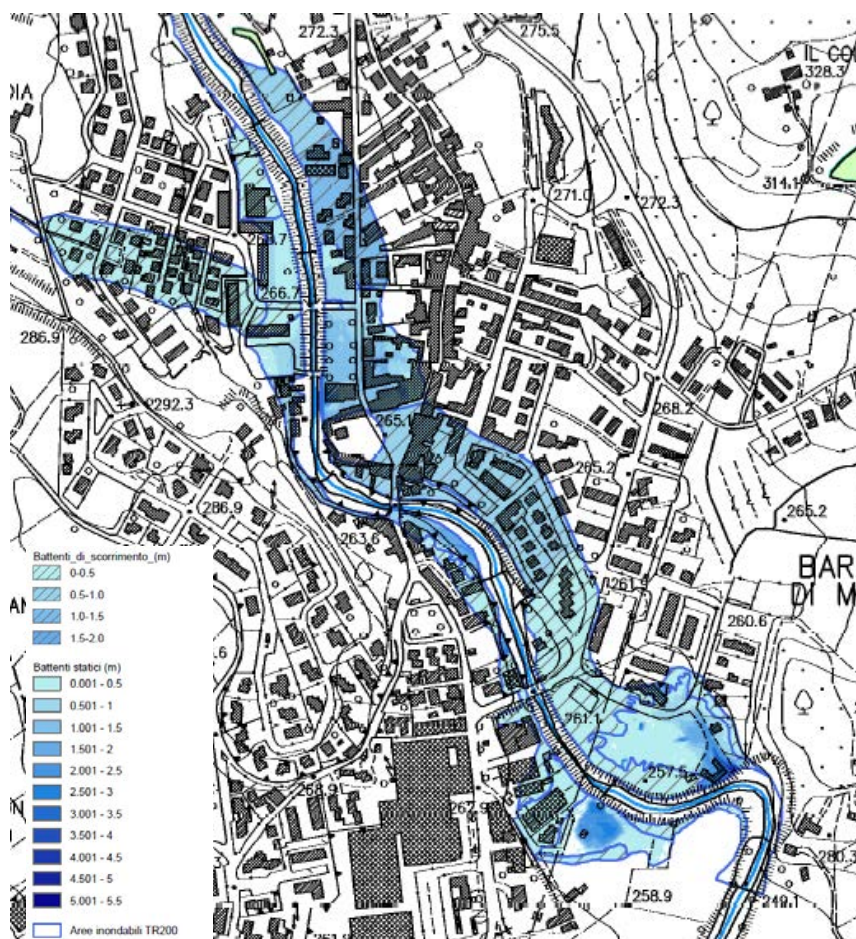 272.3
275.5
IL CO
328.3
DIA
314.1
271.0
272.3
266.7
286.9
292.3
268.2
265.1
265.2
286.9
263.6
265.2
BAR
DI M
260.6
261.1
257.5
268.9
262.9
280.3
258.9
249.1
Battenti_di_scorrimento_(m)
0-0.5
0.5-1.0
1.0-1.5
1.5-2.0
Battenti statici (m)
0.001 - 0.5
0.501 - 1
1.001 - 1.5
1.501 - 2
2.001 - 2.5
2.501 - 3
3.001 - 3.5
3.501 - 4
4.001 - 4.5
4.501 - 5
5.001 - 5.5
Aree inondabili TR200